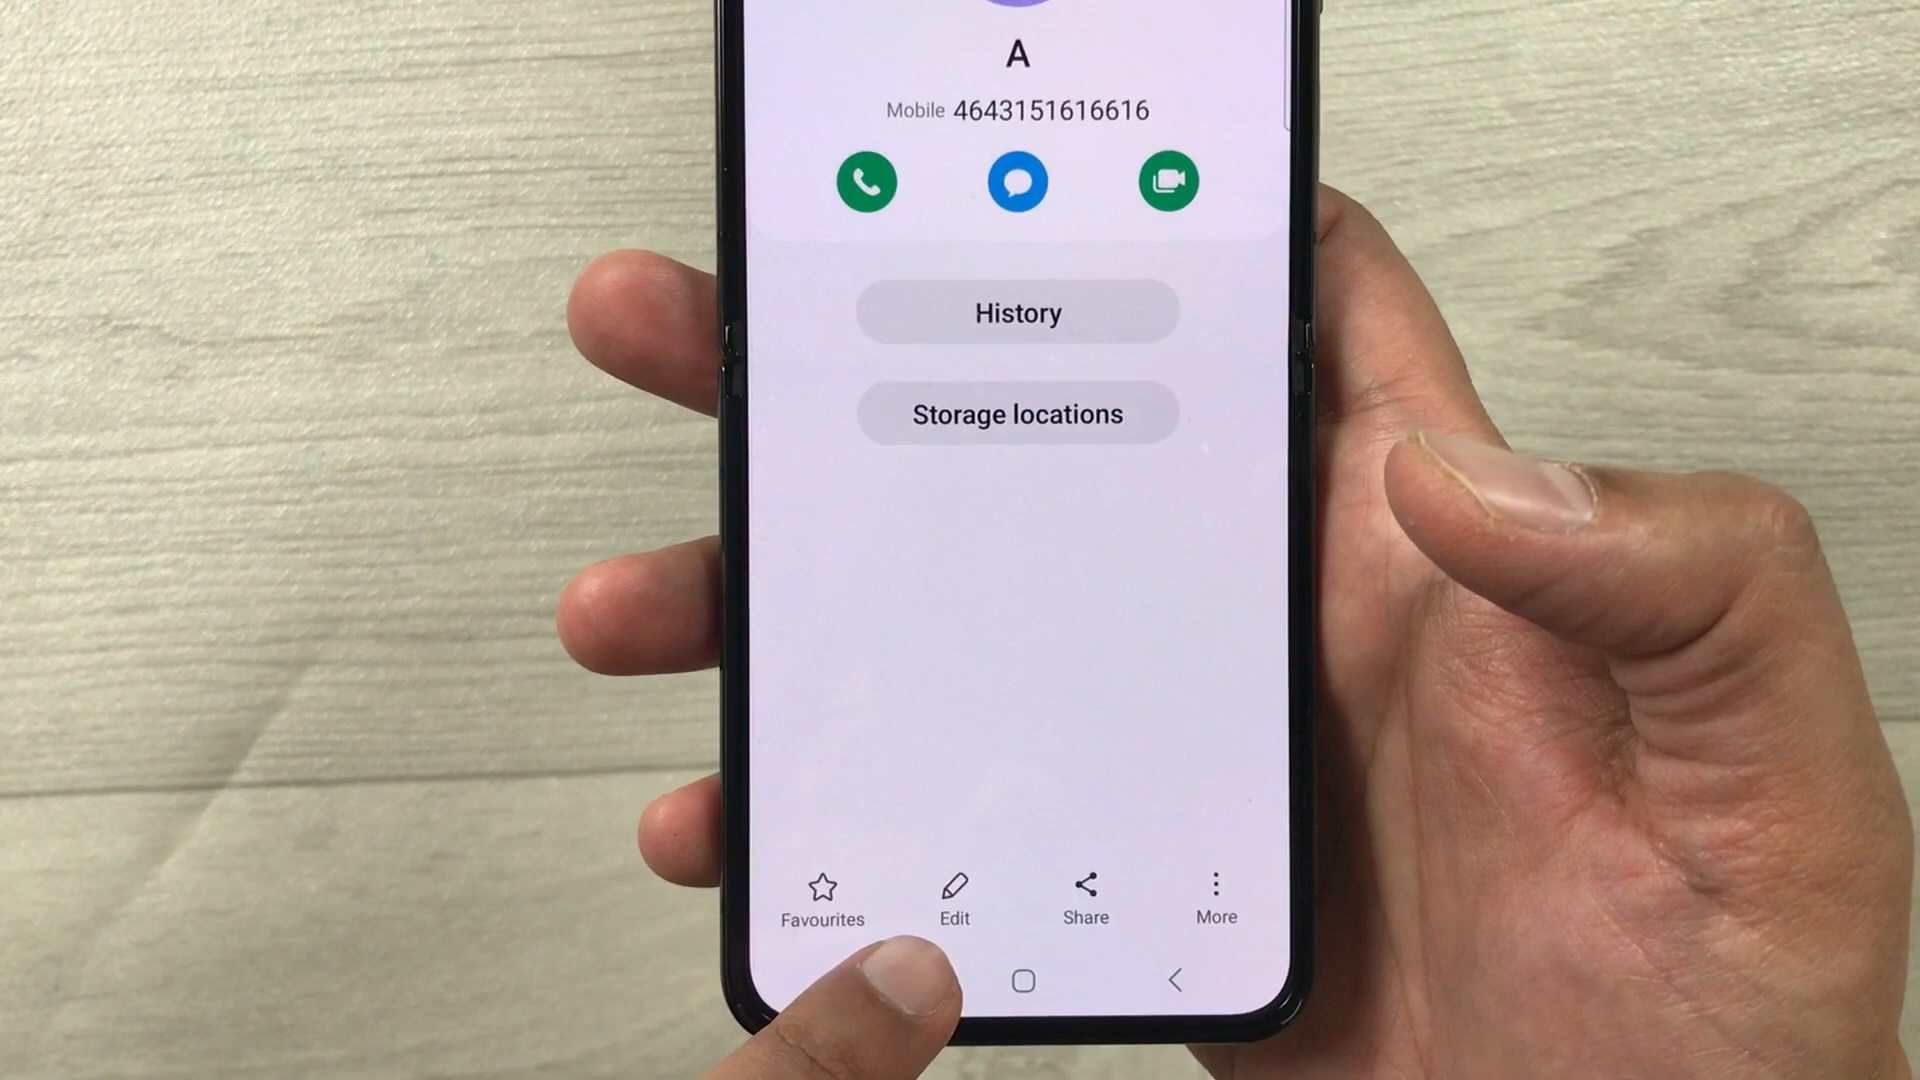 A
Mobile 4643151616616
History
Storage locations
Favourites Edit Share More